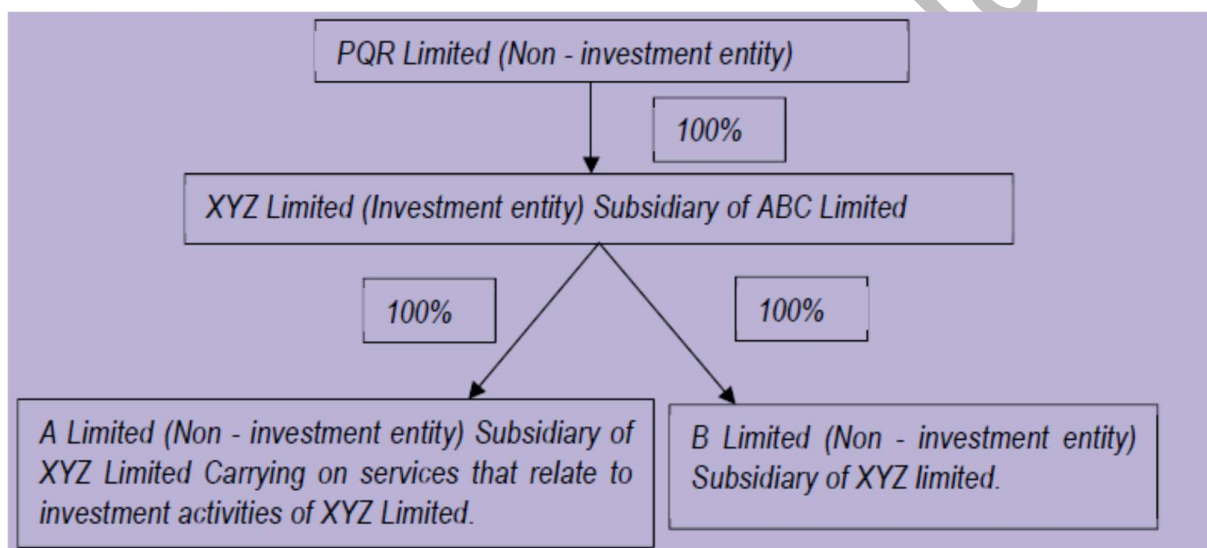 PQR Limited (Non - investment entity)
100%
XYZ Limited (Investment entity) Subsidiary of ABC Limited
100%
100%
A Limited (Non - investment entity) Subsidiary of
XYZ Limited Carrying on services that relate to
investment activities of XYZ Limited.
B Limited (Non - investment entity)
Subsidiary of XYZ limited.